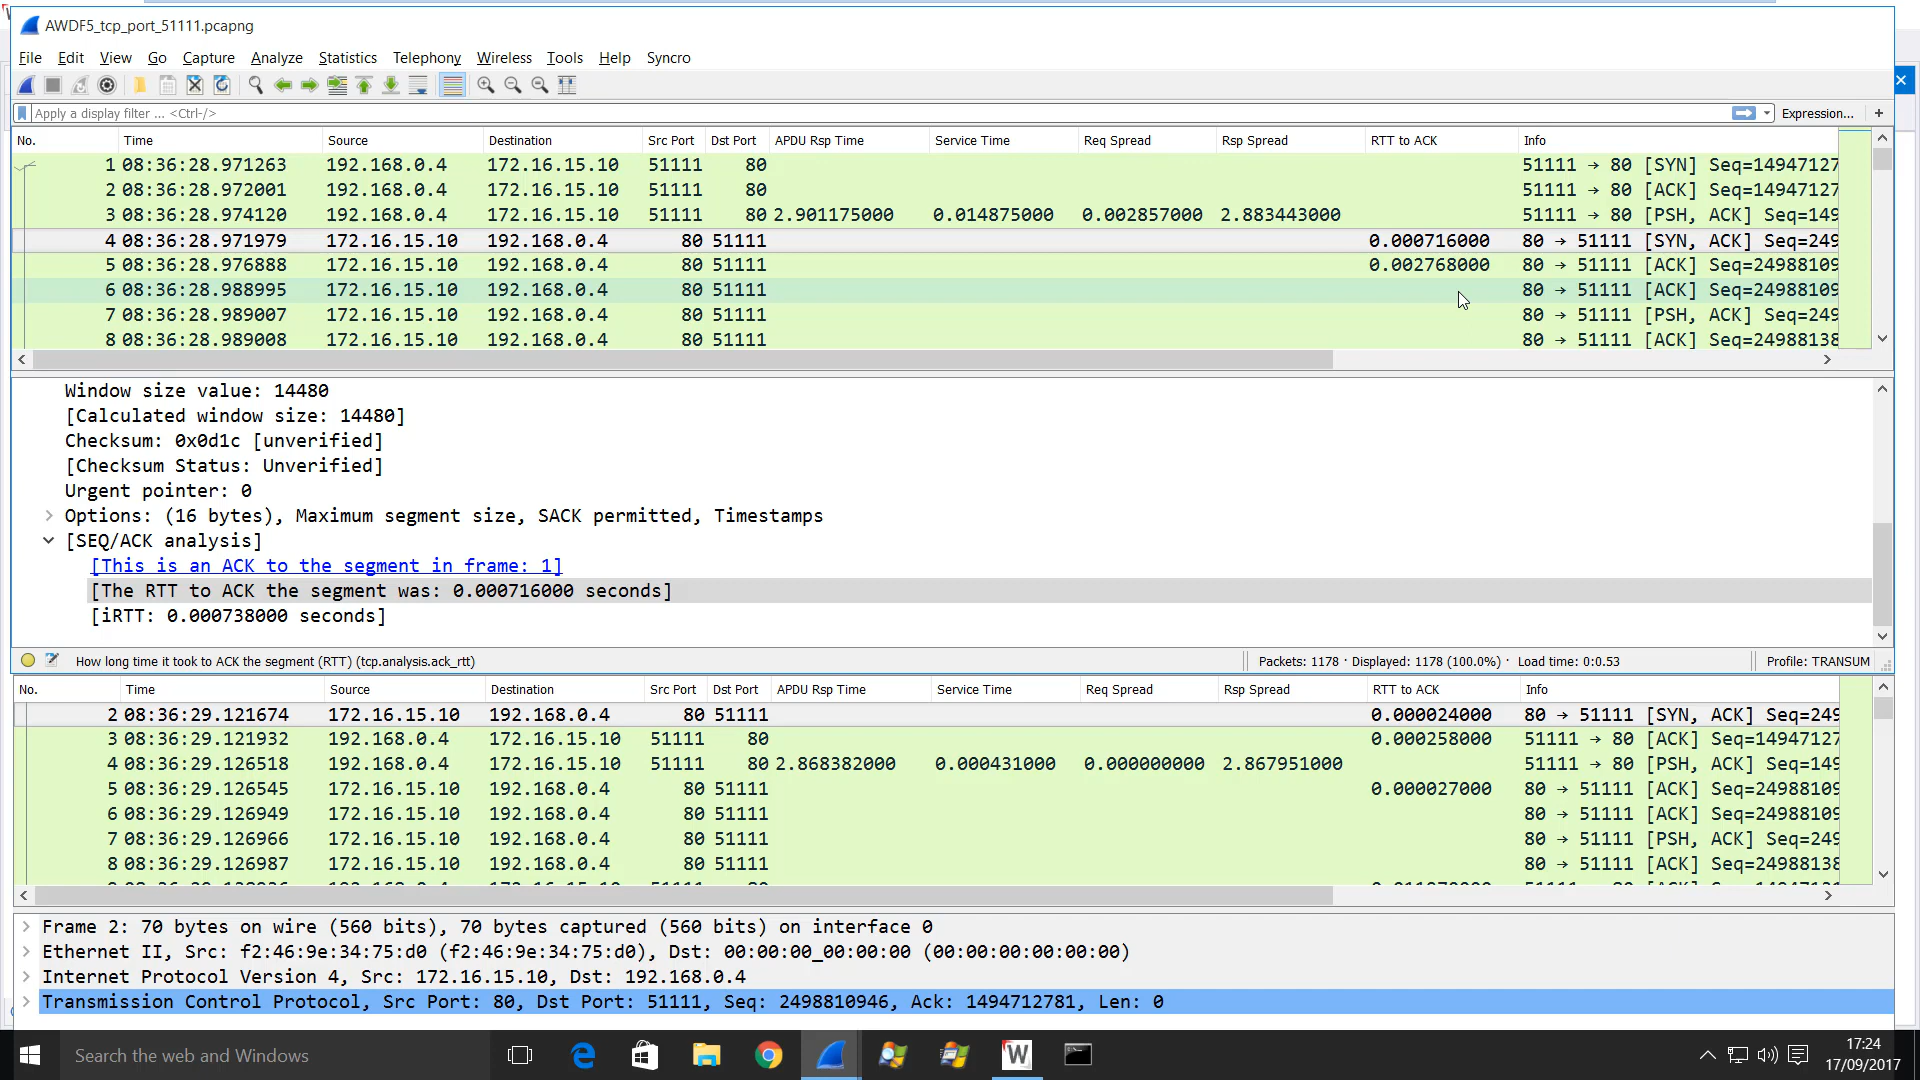 AWDF5_tcp_port_51111.pcapng
File Edit View Go Capture Analyze Statistics Telephony Wireless Tools Help Syncro
Apply a display filter ... <Ctrl-/> Expression... +
No. Time Source Destination Src Port Dst Port APDU Rsp Time Service Time Req Spread Rsp Spread RTT to ACK Info
1 08:36:28.971263 192.168.0.4 172.16.15.10 51111 80 51111 → 80 [SYN] Seq=14947127
2 08:36:28.972001 192.168.0.4 172.16.15.10 51111 80 51111 → 80 [ACK] Seq=14947127
3 08:36:28.974120 192.168.0.4 172.16.15.10 51111 80 2.901175000 0.014875000 0.002857000 2.883443000 51111 → 80 [PSH, ACK] Seq=149
4 08:36:28.971979 172.16.15.10 192.168.0.4 80 51111 0.000716000 80 → 51111 [SYN, ACK] Seq=249
5 08:36:28.976888 172.16.15.10 192.168.0.4 80 51111 0.002768000 80 → 51111 [ACK] Seq=24988109
6 08:36:28.988995 172.16.15.10 192.168.0.4 80 51111 80 → 51111 [ACK] Seq=24988109
7 08:36:28.989007 172.16.15.10 192.168.0.4 80 51111 80 → 51111 [PSH, ACK] Seq=249
8 08:36:28.989008 172.16.15.10 192.168.0.4 80 51111 80 → 51111 [ACK] Seq=24988138
Window size value: 14480
[Calculated window size: 14480]
Checksum: 0x0d1c [unverified]
[Checksum Status: Unverified]
Urgent pointer: 0
Options: (16 bytes), Maximum segment size, SACK permitted, Timestamps
[SEQ/ACK analysis]
[This is an ACK to the segment in frame: 1]
[The RTT to ACK the segment was: 0.000716000 seconds]
[iRTT: 0.000738000 seconds]
How long time it took to ACK the segment (RTT) (tcp.analysis.ack_rtt) Packets: 1178 · Displayed: 1178 (100.0%) · Load time: 0:0.53 Profile: TRANSUM
No. Time Source Destination Src Port Dst Port APDU Rsp Time Service Time Req Spread Rsp Spread RTT to ACK Info
2 08:36:29.121674 172.16.15.10 192.168.0.4 80 51111 0.000024000 80 → 51111 [SYN, ACK] Seq=249
3 08:36:29.121932 192.168.0.4 172.16.15.10 51111 80 0.000258000 51111 → 80 [ACK] Seq=14947127
4 08:36:29.126518 192.168.0.4 172.16.15.10 51111 80 2.868382000 0.000431000 0.000000000 2.867951000 51111 → 80 [PSH, ACK] Seq=149
5 08:36:29.126545 172.16.15.10 192.168.0.4 80 51111 0.000027000 80 → 51111 [ACK] Seq=24988109
6 08:36:29.126949 172.16.15.10 192.168.0.4 80 51111 80 → 51111 [ACK] Seq=24988109
7 08:36:29.126966 172.16.15.10 192.168.0.4 80 51111 80 → 51111 [PSH, ACK] Seq=249
8 08:36:29.126987 172.16.15.10 192.168.0.4 80 51111 80 → 51111 [ACK] Seq=24988138
Frame 2: 70 bytes on wire (560 bits), 70 bytes captured (560 bits) on interface 0
Ethernet II, Src: f2:46:9e:34:75:d0 (f2:46:9e:34:75:d0), Dst: 00:00:00_00:00:00 (00:00:00:00:00:00)
Internet Protocol Version 4, Src: 172.16.15.10, Dst: 192.168.0.4
Transmission Control Protocol, Src Port: 80, Dst Port: 51111, Seq: 2498810946, Ack: 1494712781, Len: 0
Search the web and Windows
W
17:24
17/09/2017